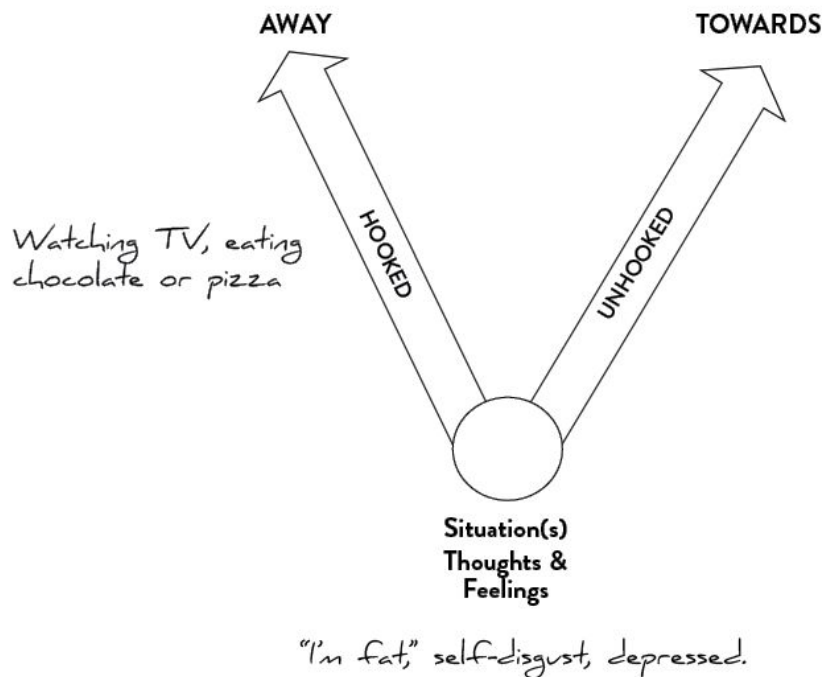 AWAY
TOWARDS
HOOKED
UNHOOKED
Watching TV, eating
chocolate or pizza
Situation(s)
Thoughts &
Feelings
"I'm fat," self-disgust, depressed.